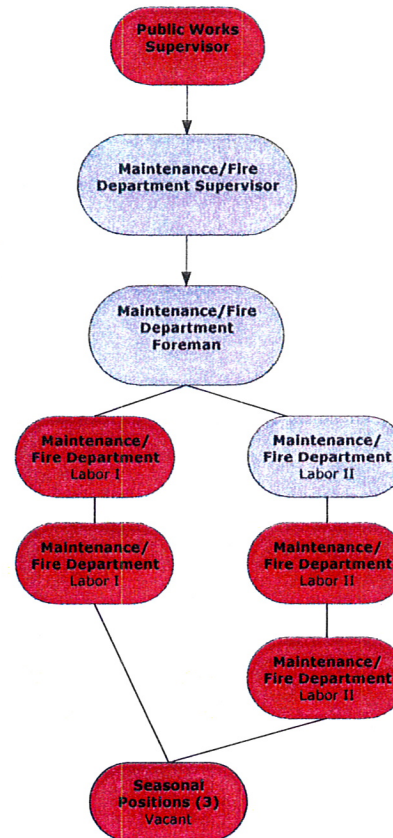 Public Works
Supervisor
Maintenance/Fire
Department Supervisor
Maintenance/Fire
Department
Foreman
Maintenance/
Fire Department
Labor I
Maintenance/
Fire Department
Labor II
Maintenance/
Fire Department
Labor I
Maintenance/
Fire Department
Labor II
Maintenance/
Fire Department
Labor II
Seasonal
Positions (3)
Vacant